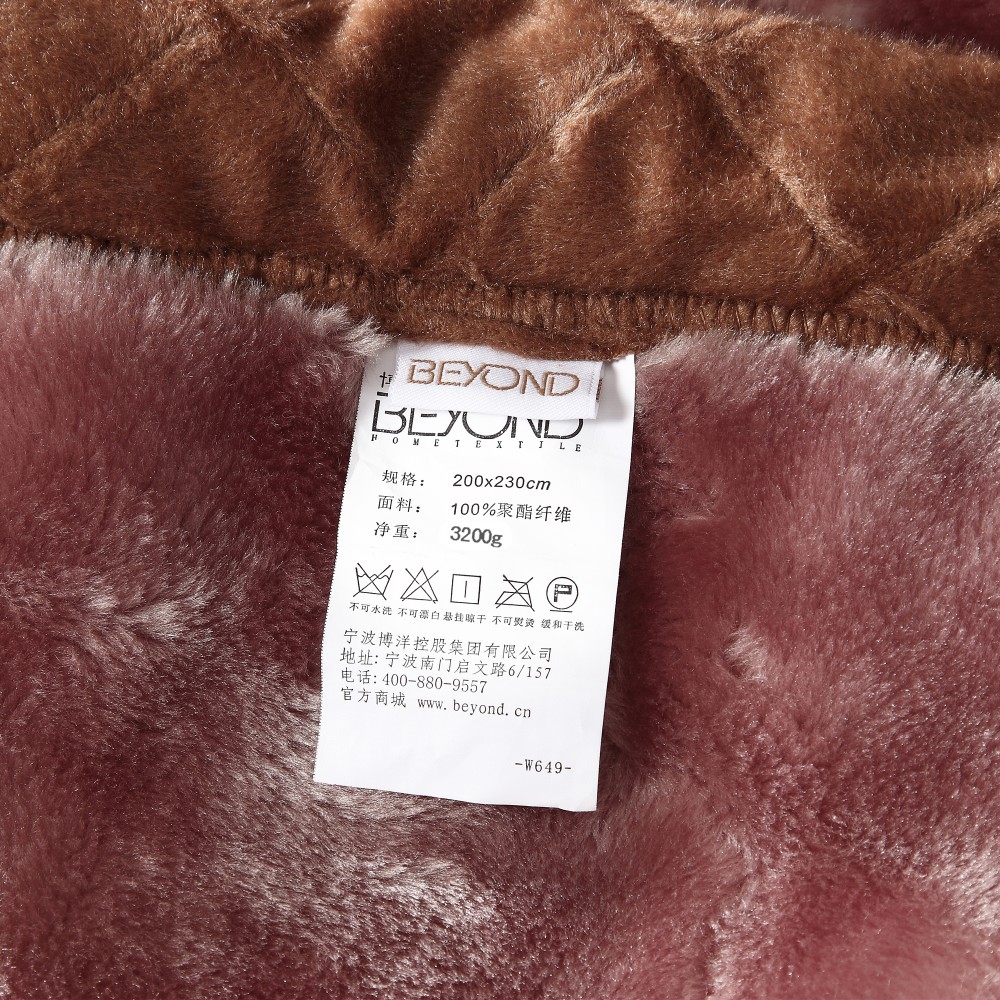 BEYOND
博
BEYOND
HOMETEXTILE
规格： 200x230cm
面料： 100%聚酯纤维
净重： 3200g
不可水洗 不可漂白 悬挂晾干 不可熨烫 缓和干洗
宁波博洋控股集团有限公司
地址:宁波南门启文路6/157
电话:400-880-9557
官方商城 www.beyond.cn
-W649-